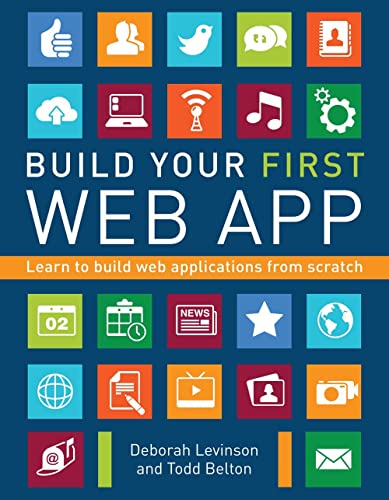 BUILD YOUR FIRST
WEB APP
Learn to build web applications from scratch
02
NEWS
@
Deborah Levinson
and Todd Belton